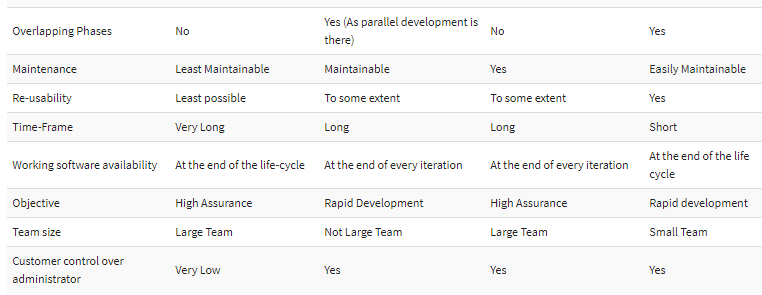 Overlapping Phases No Yes (As parallel development is there) No Yes
Maintenance Least Maintainable Maintainable Yes Easily Maintainable
Re-usability Least possible To some extent To some extent Yes
Time-Frame Very Long Long Long Short
Working software availability At the end of the life-cycle At the end of every iteration At the end of every iteration At the end of the life cycle
Objective High Assurance Rapid Development High Assurance Rapid development
Team size Large Team Not Large Team Large Team Small Team
Customer control over administrator Very Low Yes Yes Yes